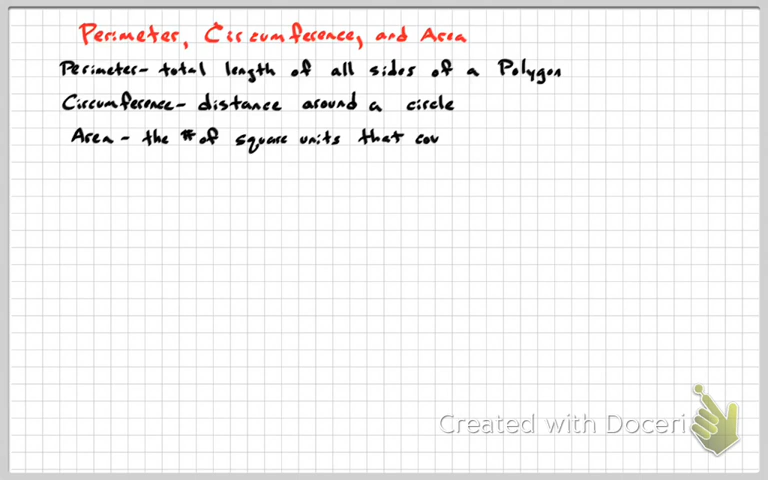 Perimeter, Circumference, and Area
Perimeter- total length of all sides of a Polygon
Circumference- distance around a circle
Area - the # of square units that cov
Created with Doceri